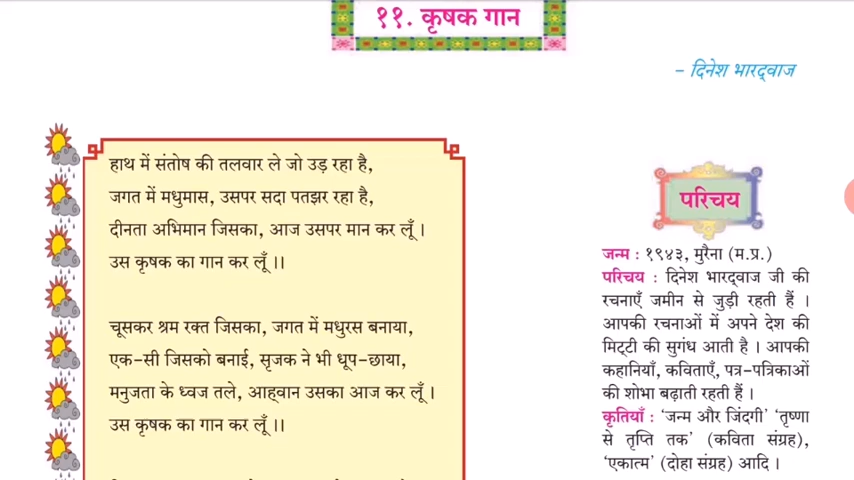 ११. कृषक गान
– दिनेश भारद्‌वाज
हाथ में संतोष की तलवार ले जो उड़ रहा है,
जगत में मधुमास, उसपर सदा पतझर रहा है,
दीनता अभिमान जिसका, आज उसपर मान कर लूँ ।
उस कृषक का गान कर लूँ ।।
चूसकर श्रम रक्त जिसका, जगत में मधुरस बनाया,
एक-सी जिसको बनाई, सृजक ने भी धूप-छाया,
मनुजता के ध्वज तले, आह्‌वान उसका आज कर लूँ ।
उस कृषक का गान कर लूँ ।।
परिचय
जन्म : १९४३, मुरैना (म.प्र.)
परिचय : दिनेश भारद्‌वाज जी की
रचनाएँ जमीन से जुड़ी रहती हैं ।
आपकी रचनाओं में अपने देश की
मिट्‌टी की सुगंध आती है । आपकी
कहानियाँ, कविताएँ, पत्र-पत्रिकाओं
की शोभा बढ़ाती रहती हैं ।
कृतियाँ : ‘जन्म और जिंदगी’ ‘तृष्णा
से तृप्ति तक’ (कविता संग्रह),
‘एकात्म’ (दोहा संग्रह) आदि ।